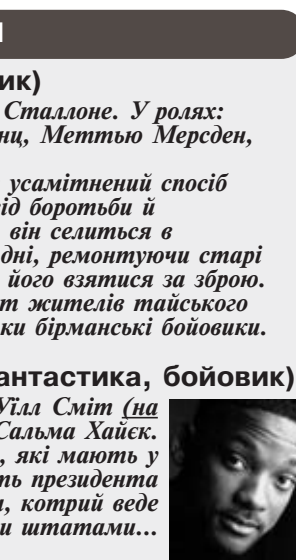 ик)
Сталлоне. У ролях:
нц, Меттью Мерсден,
усамітнений спосіб
ід боротьби й
він селиться в
дні, ремонтуючи старі
його взятися за зброю.
т жителів тайського
ки бірманські бойовики.
антастика, бойовик)
Уїлл Сміт (на
Сальма Хайєк.
, які мають у
ть президента
, котрий веде
и штатами...